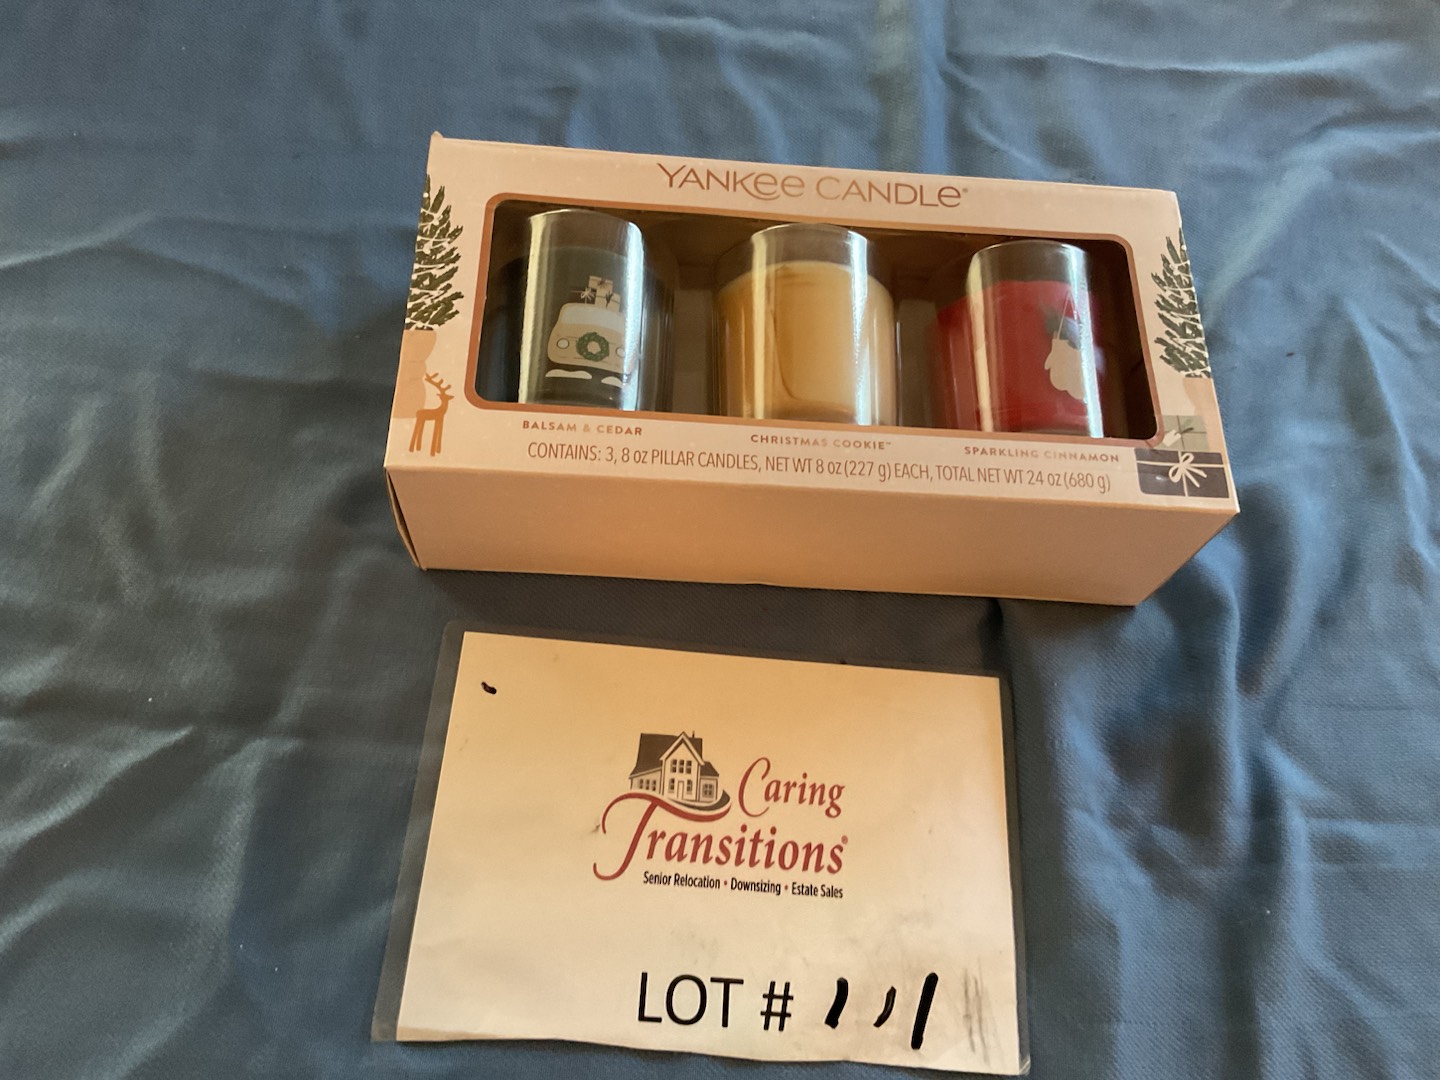 YANKEE CANDLE®
BALSAM & CEDAR
CHRISTMAS COOKIE™
SPARKLING CINNAMON
CONTAINS: 3, 8 oz PILLAR CANDLES, NET WT 8 oz (227 g) EACH, TOTAL NET WT 24 oz (680 g)
Caring
Transitions®
Senior Relocation • Downsizing • Estate Sales
LOT # 111